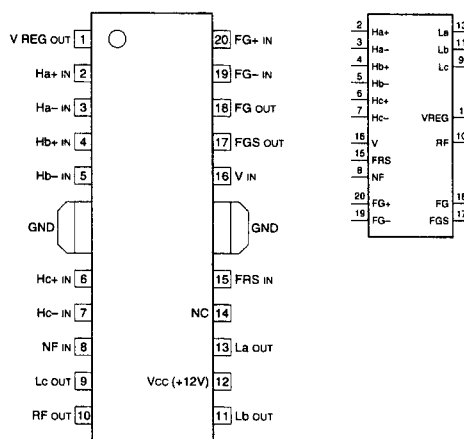 V REG OUT 1
Ha+ IN 2
Ha- IN 3
Hb+ IN 4
Hb- IN 5
GND
Hc+ IN 6
Hc- IN 7
NF IN 8
Lc OUT 9
RF OUT 10
20 FG+ IN
19 FG- IN
18 FG OUT
17 FGS OUT
16 V IN
GND
15 FRS IN
NC 14
13 La OUT
Vcc (+12V) 12
11 Lb OUT
2 Ha+ La 13
3 Ha- Lb 11
4 Hb+ Lc 9
5 Hb-
6 Hc+
7 Hc- VREG 1
16 V RF 10
15 FRS
8 NF
20 FG+ FG 18
19 FG- FGS 17